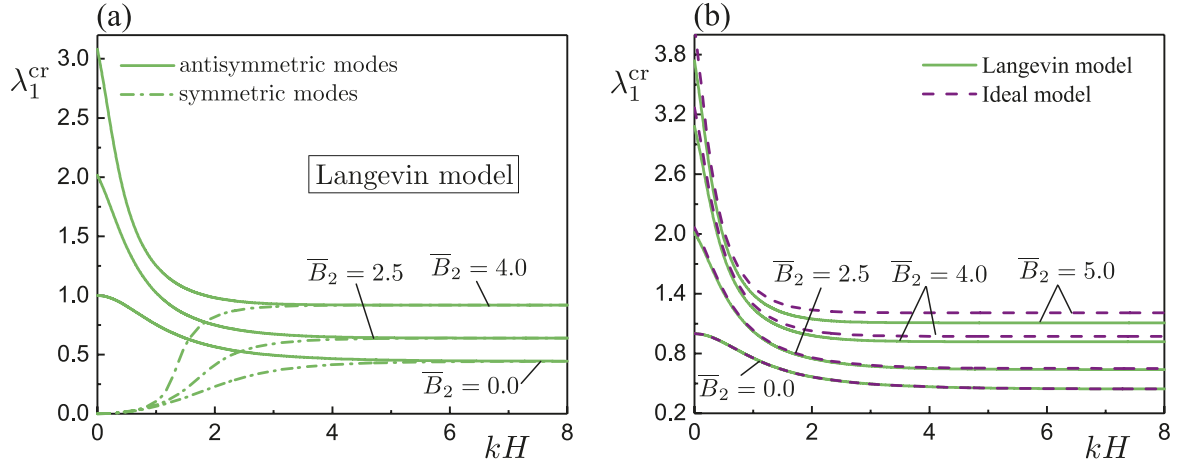 (a)
λ₁ᶜʳ
3.0
2.5
2.0
1.5
1.0
0.5
0.0
antisymmetric modes
symmetric modes
Langevin model
B̅₂ = 2.5
B̅₂ = 4.0
B̅₂ = 0.0
0 2 4 6 8
kH
(b)
λ₁ᶜʳ
3.8
3.2
2.6
2.0
1.4
0.8
0.2
Langevin model
Ideal model
B̅₂ = 2.5
B̅₂ = 4.0
B̅₂ = 5.0
B̅₂ = 0.0
0 2 4 6 8
kH